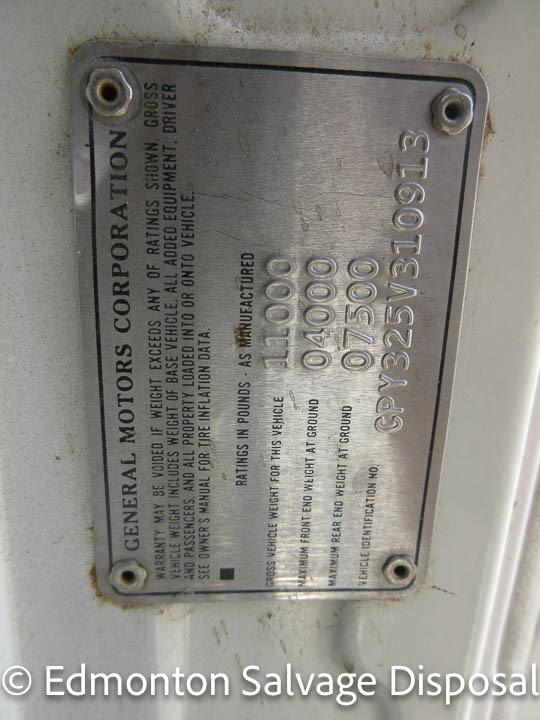 GENERAL MOTORS CORPORATION
WARRANTY MAY BE VOIDED IF WEIGHT EXCEEDS ANY OF RATINGS SHOWN. GROSS
VEHICLE WEIGHT INCLUDES WEIGHT OF BASE VEHICLE, ALL ADDED EQUIPMENT, DRIVER
AND PASSENGERS, AND ALL PROPERTY LOADED INTO OR ONTO VEHICLE.
SEE OWNER'S MANUAL FOR TIRE INFLATION DATA.
RATINGS IN POUNDS - AS MANUFACTURED
GROSS VEHICLE WEIGHT FOR THIS VEHICLE 11000
MAXIMUM FRONT END WEIGHT AT GROUND 04000
MAXIMUM REAR END WEIGHT AT GROUND 07500
VEHICLE IDENTIFICATION NO. CPY325V310913
© Edmonton Salvage Disposal